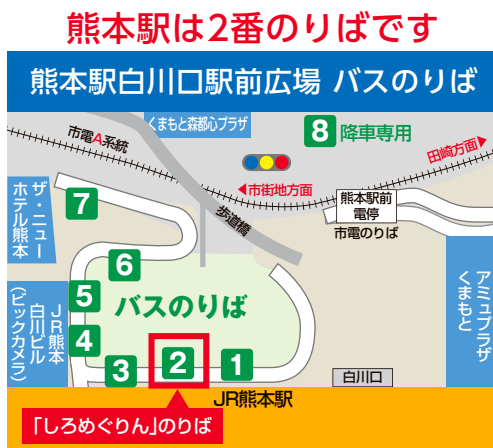 熊本駅は2番のりばです
熊本駅白川口駅前広場 バスのりば
くまもと森都心プラザ
市電A系統
8 降車専用
田崎方面▶
◀市街地方面
ザ・ニュー
ホテル熊本
7
歩道橋
熊本駅前
電停
市電のりば
6
アミュプラザ
くまもと
5
バスのりば
JR熊本
白川ビル
(ビックカメラ)
4
3
2
1
白川口
JR熊本駅
「しろめぐりん」のりば